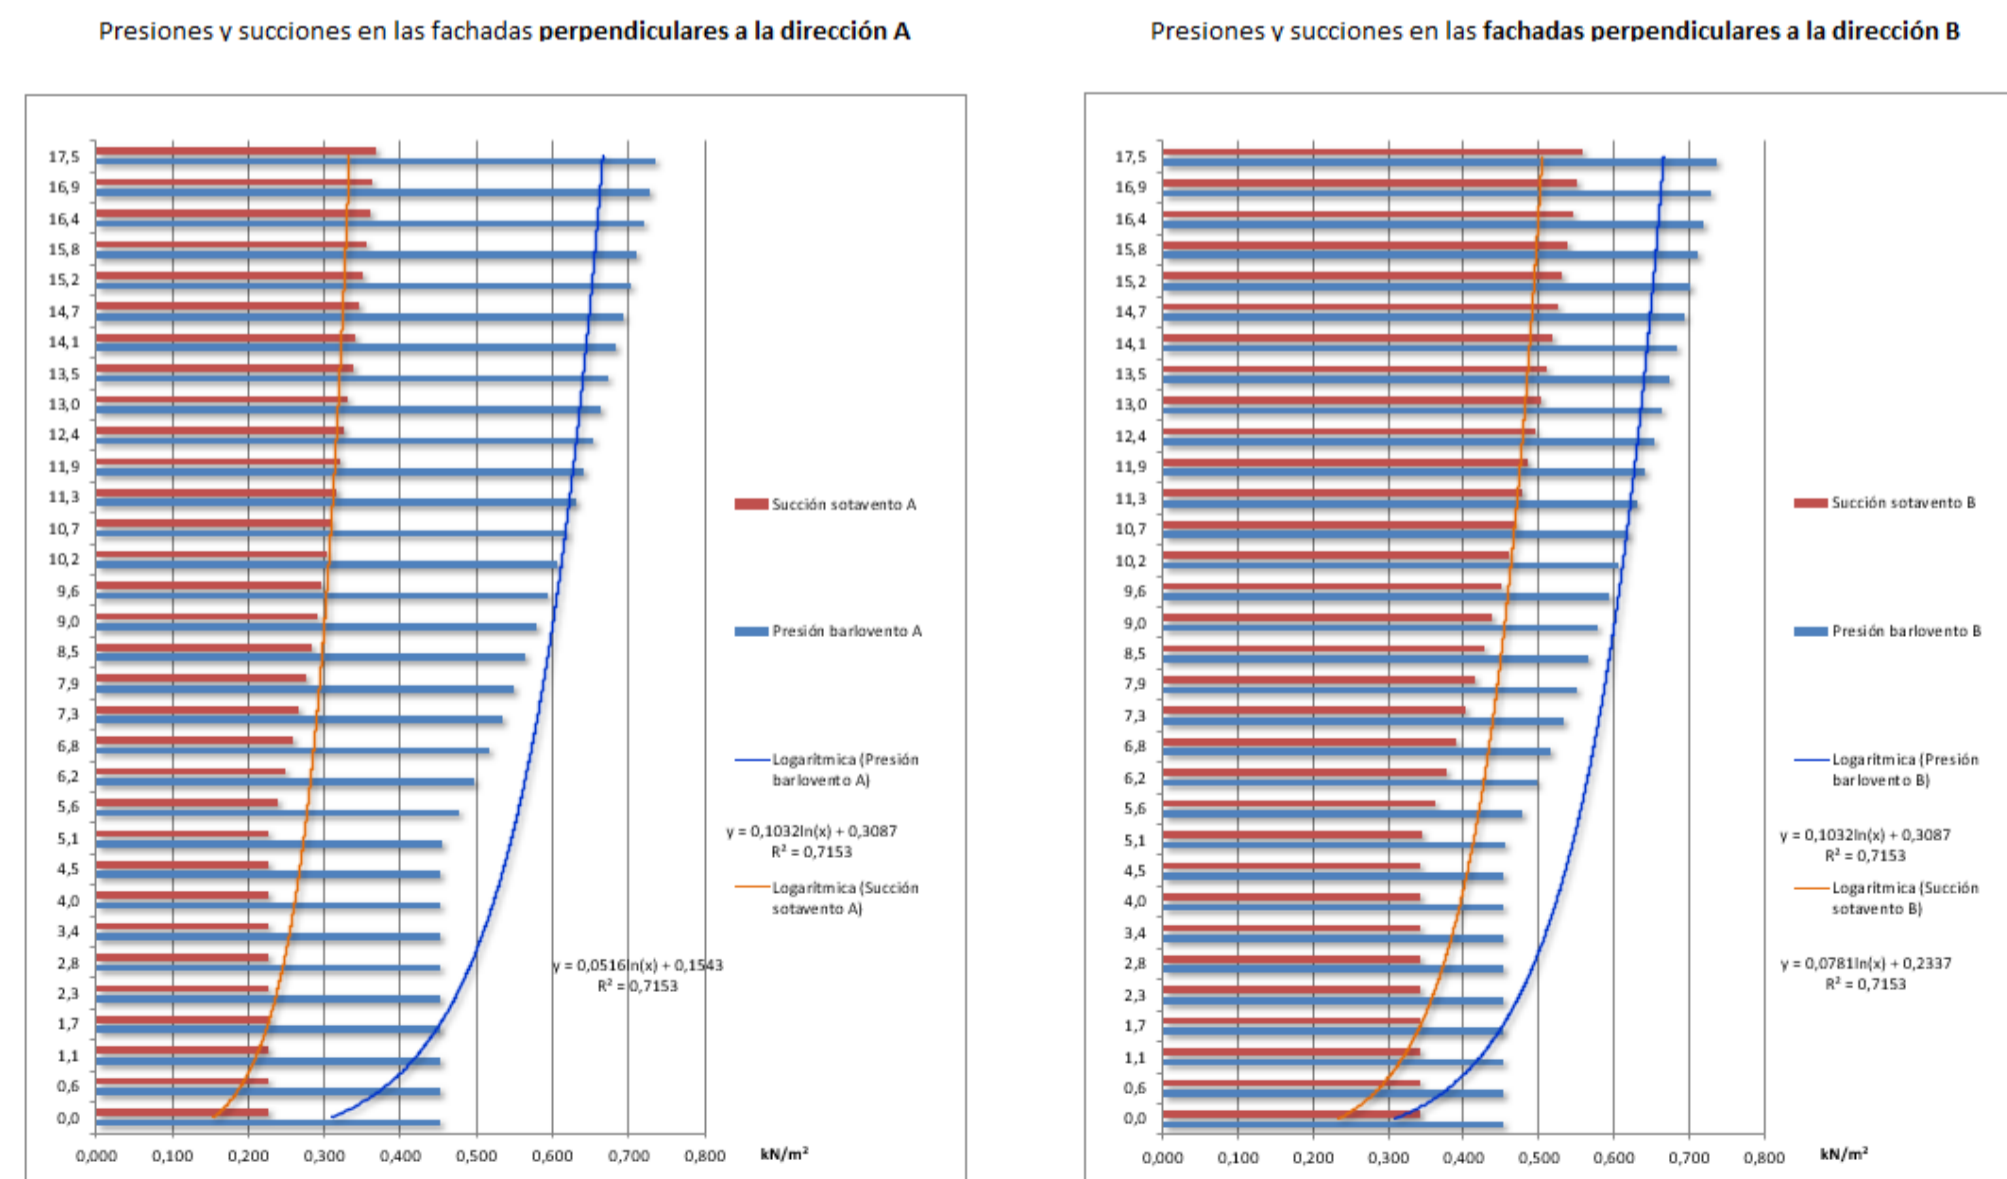 Presiones y succiones en las fachadas perpendiculares a la dirección A
17,5
16,9
16,4
15,8
15,2
14,7
14,1
13,5
13,0
12,4
11,9
11,3
10,7
10,2
9,6
9,0
8,5
7,9
7,3
6,8
6,2
5,6
5,1
4,5
4,0
3,4
2,8
2,3
1,7
1,1
0,6
0,0
0,000 0,100 0,200 0,300 0,400 0,500 0,600 0,700 0,800 kN/m²
Succión sotavento A
Presión barlovento A
Logarítmica (Presión
barlovento A)
y = 0,1032ln(x) + 0,3087
R² = 0,7153
Logarítmica (Succión
sotavento A)
y = 0,0516ln(x) + 0,1543
R² = 0,7153
Presiones y succiones en las fachadas perpendiculares a la dirección B
17,5
16,9
16,4
15,8
15,2
14,7
14,1
13,5
13,0
12,4
11,9
11,3
10,7
10,2
9,6
9,0
8,5
7,9
7,3
6,8
6,2
5,6
5,1
4,5
4,0
3,4
2,8
2,3
1,7
1,1
0,6
0,0
0,000 0,100 0,200 0,300 0,400 0,500 0,600 0,700 0,800 kN/m²
Succión sotavento B
Presión barlovento B
Logarítmica (Presión
barlovento B)
y = 0,1032ln(x) + 0,3087
R² = 0,7153
Logarítmica (Succión
sotavento B)
y = 0,0781ln(x) + 0,2337
R² = 0,7153